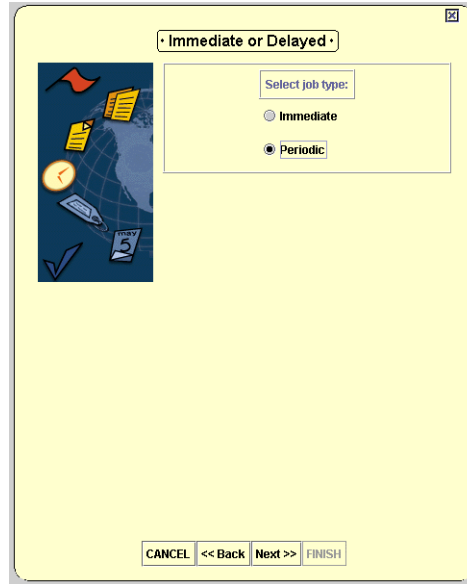 · Immediate or Delayed ·
Select job type:
Immediate
Periodic
may
5
CANCEL << Back Next >> FINISH